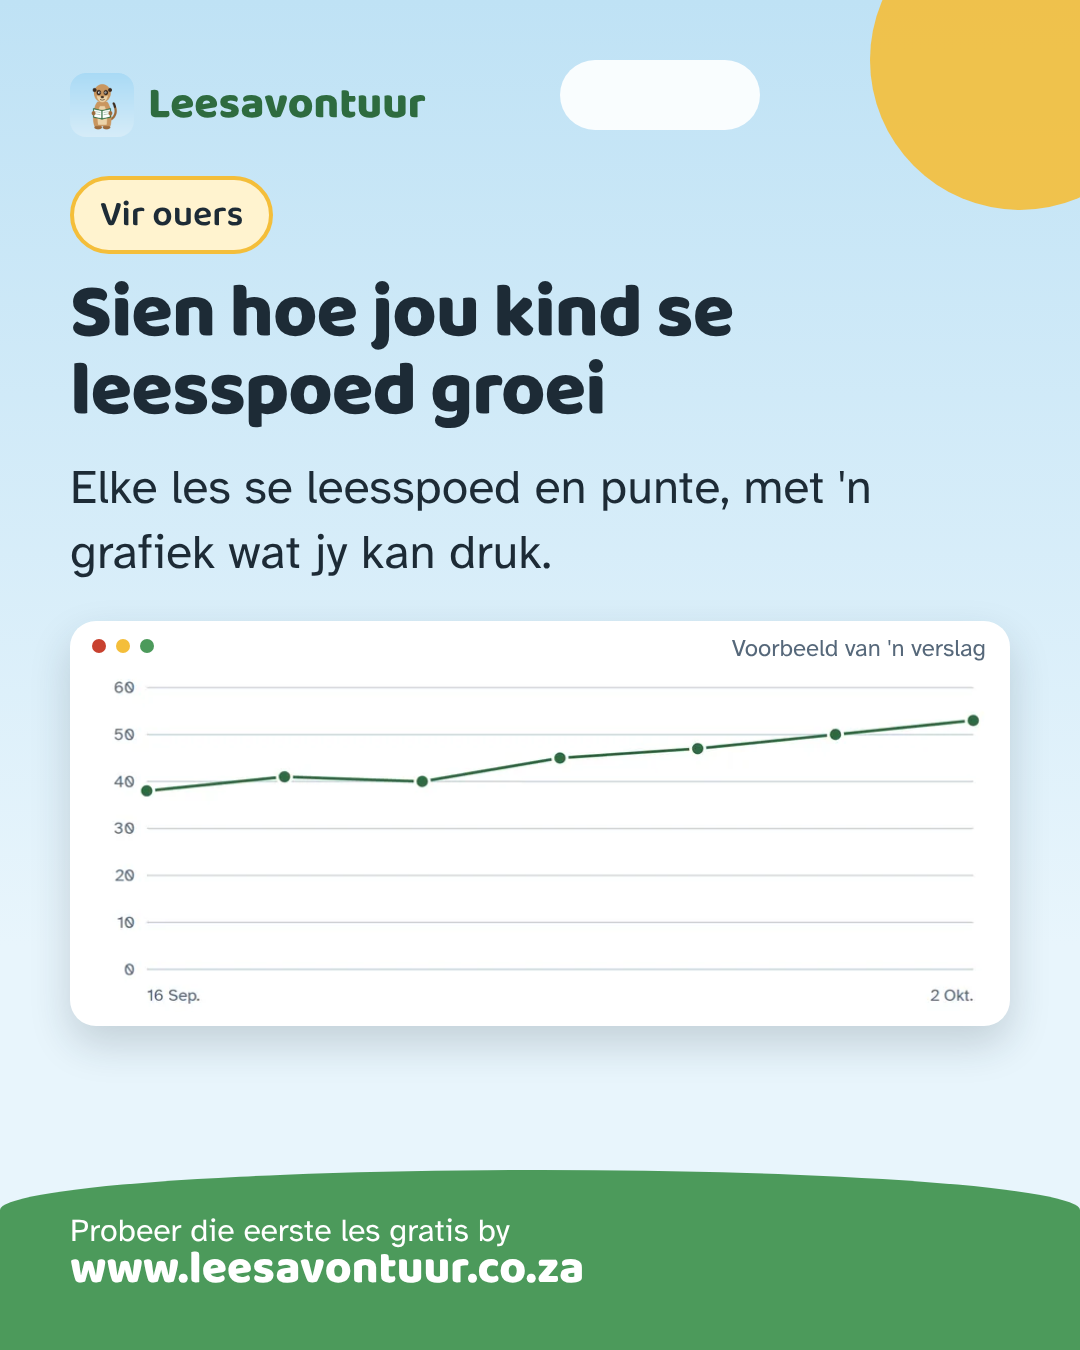 Leesavontuur
Vir ouers
Sien hoe jou kind se
leesspoed groei
Elke les se leesspoed en punte, met 'n
grafiek wat jy kan druk.
Voorbeeld van 'n verslag
60
50
40
30
20
10
0
16 Sep.
2 Okt.
Probeer die eerste les gratis by
www.leesavontuur.co.za